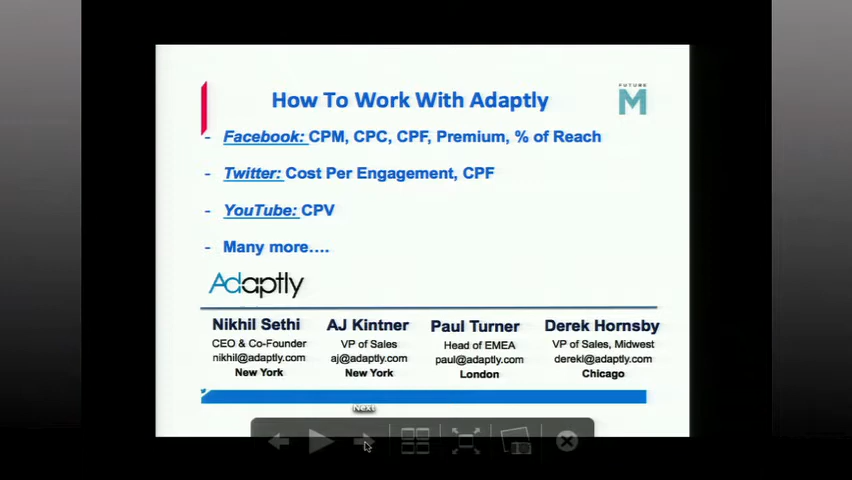 How To Work With Adaptly
FUTURE
M
- Facebook: CPM, CPC, CPF, Premium, % of Reach
- Twitter: Cost Per Engagement, CPF
- YouTube: CPV
- Many more....
Adaptly
Nikhil Sethi
CEO & Co-Founder
nikhil@adaptly.com
New York
AJ Kintner
VP of Sales
aj@adaptly.com
New York
Paul Turner
Head of EMEA
paul@adaptly.com
London
Derek Hornsby
VP of Sales, Midwest
derekl@adaptly.com
Chicago
Next